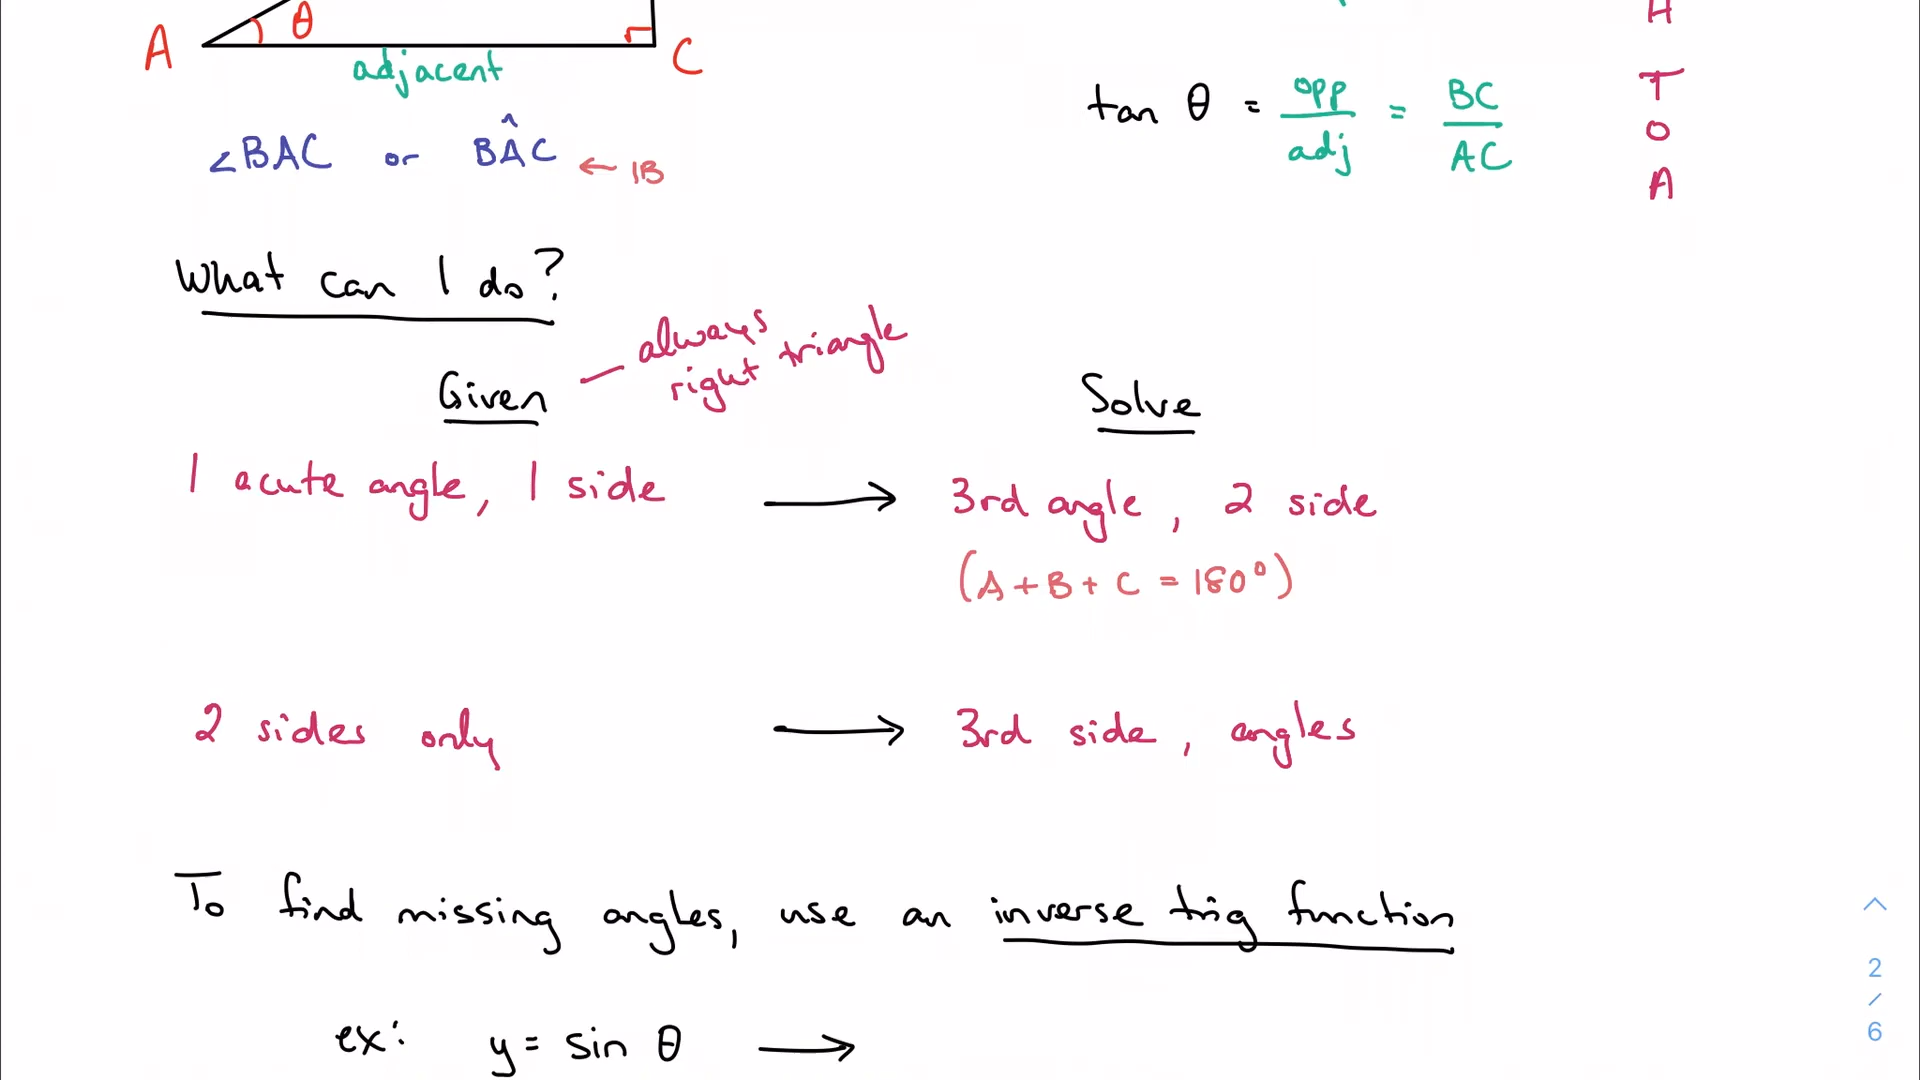 θ
A
C
adjacent
∠BAC or BÂC ← IB
tan θ = opp/adj = BC/AC
H
T
O
A
What can I do?
Given — always right triangle
Solve
1 acute angle, 1 side → 3rd angle, 2 side
(A + B + C = 180°)
2 sides only → 3rd side, angles
To find missing angles, use an inverse trig function
ex: y = sin θ →
2
/
6